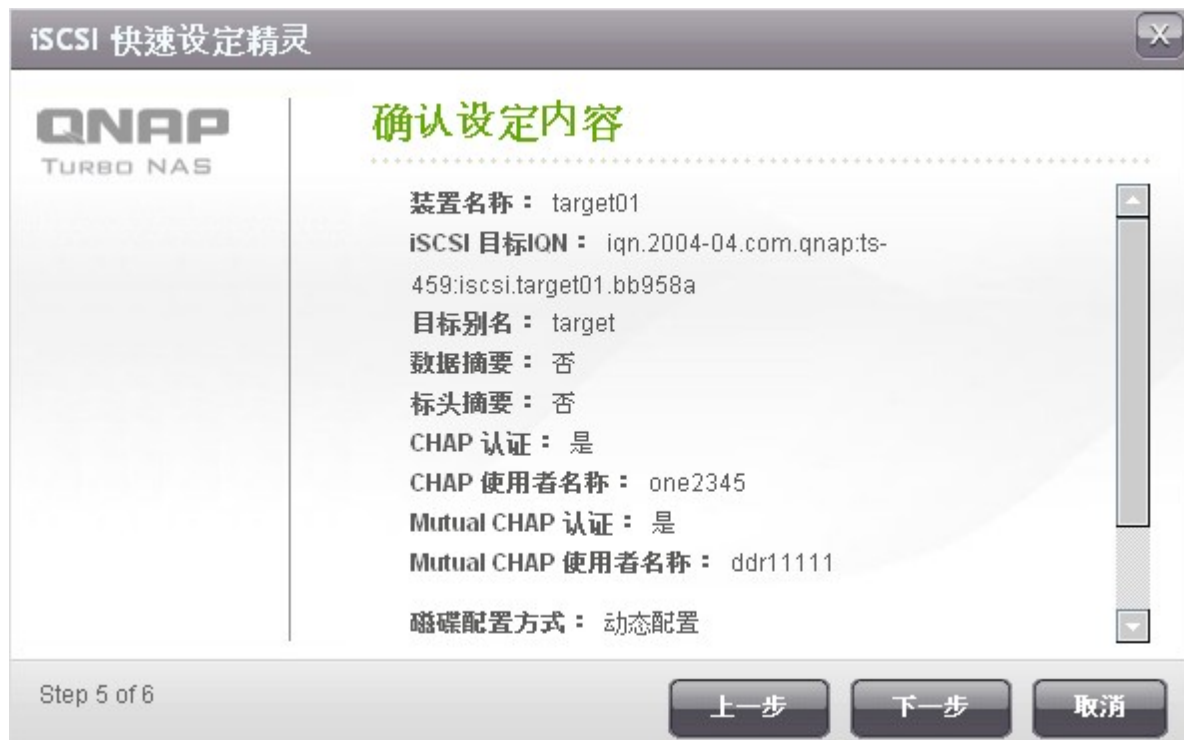 iSCSI 快速设定精灵
X
QNAP
TURBO NAS
确认设定内容
装置名称： target01
iSCSI 目标IQN： iqn.2004-04.com.qnap:ts-
459:iscsi.target01.bb958a
目标别名： target
数据摘要： 否
标头摘要： 否
CHAP 认证： 是
CHAP 使用者名称： one2345
Mutual CHAP 认证： 是
Mutual CHAP 使用者名称： ddr11111
磁碟配置方式： 动态配置
Step 5 of 6
上一步
下一步
取消